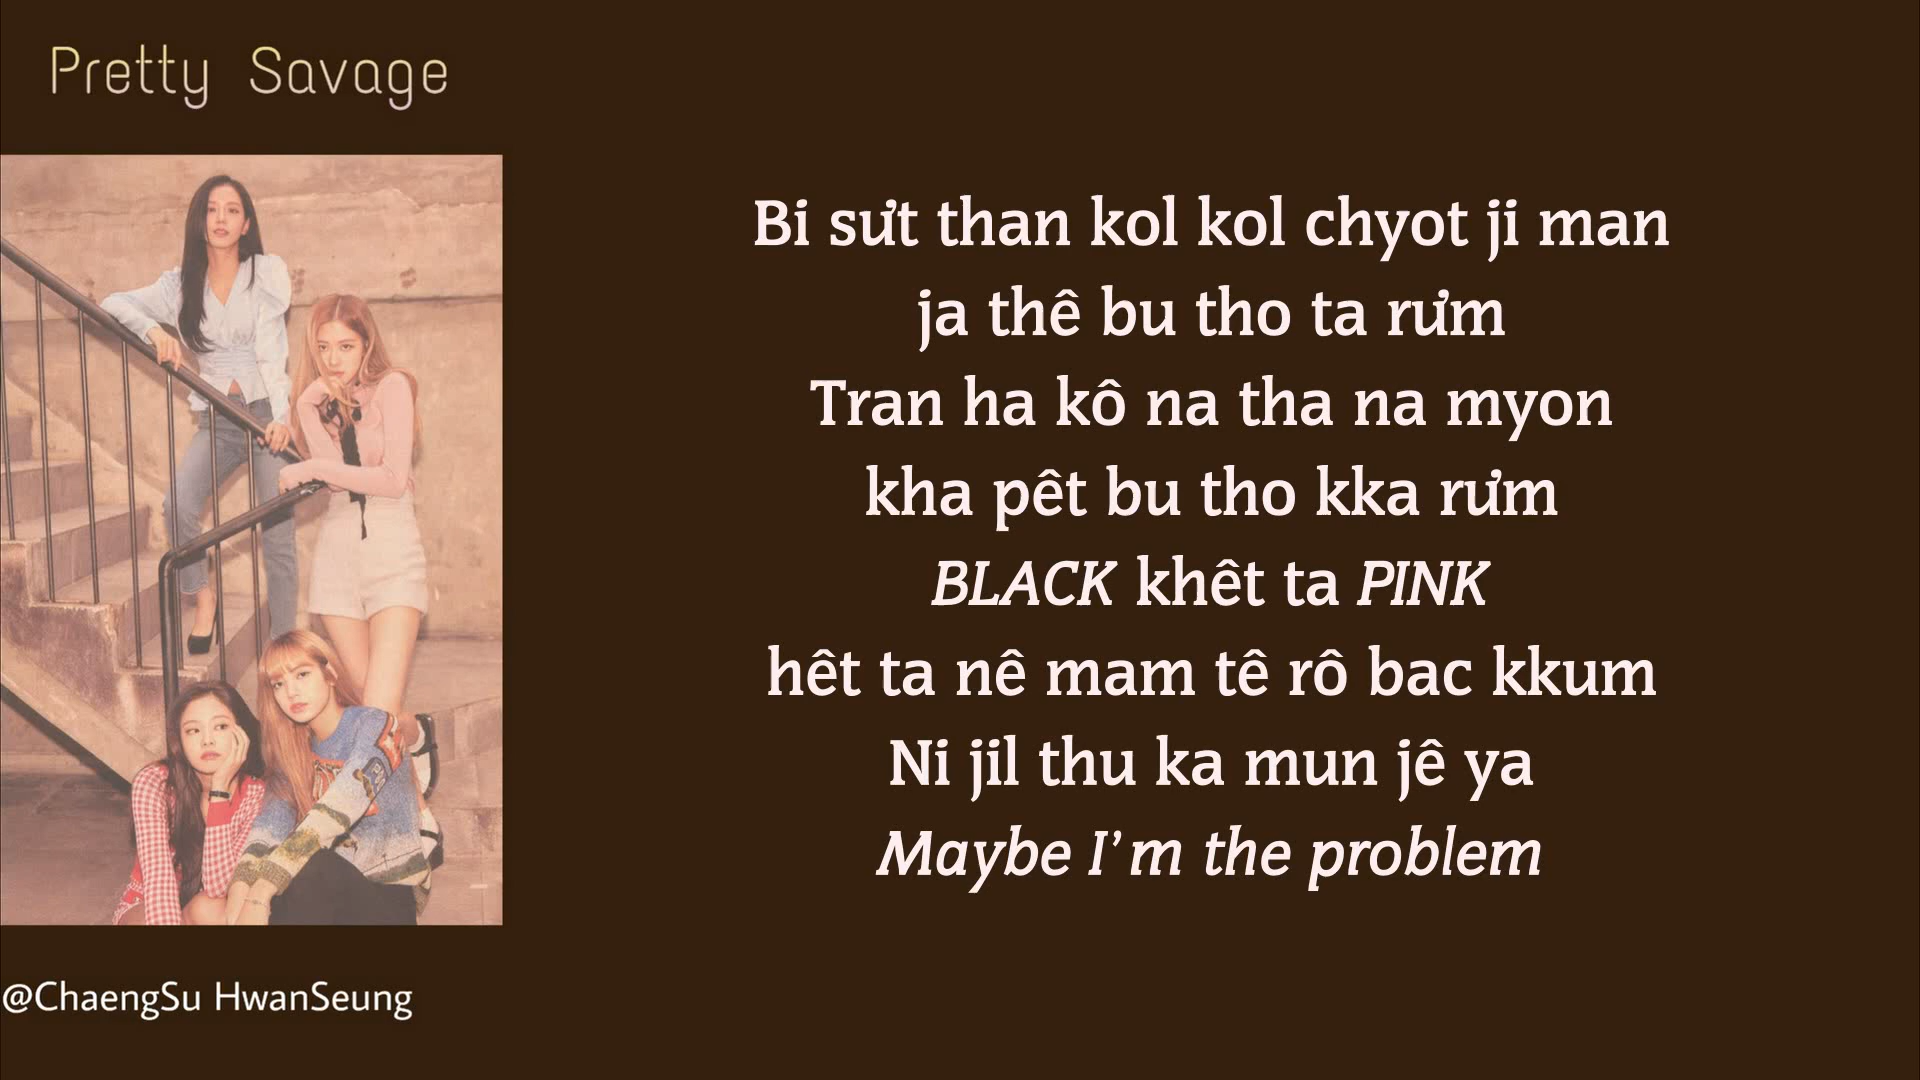 Pretty Savage
Bi sưt than kol kol chyot ji man
ja thê bu tho ta rưm
Tran ha kô na tha na myon
kha pêt bu tho kka rưm
BLACK khêt ta PINK
hêt ta nê mam tê rô bac kkum
Ni jil thu ka mun jê ya
Maybe I’m the problem
@ChaengSu HwanSeung